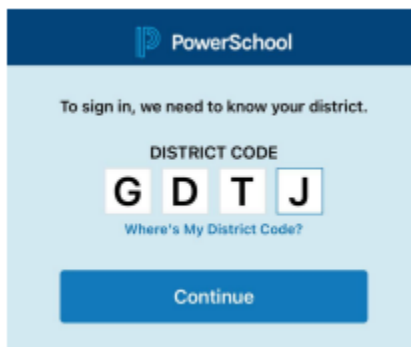 PowerSchool
To sign in, we need to know your district.
DISTRICT CODE
G D T J
Where's My District Code?
Continue